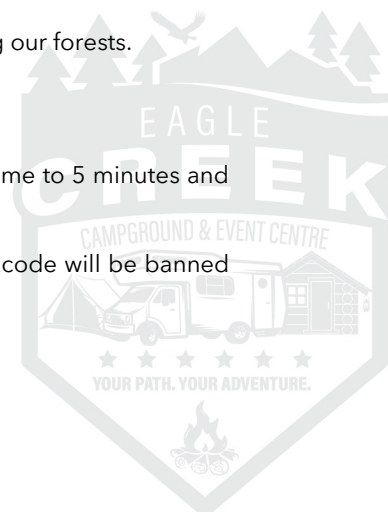 g our forests.
EAGLE
me to 5 minutes and
CREEK
CAMPGROUND & EVENT CENTRE
code will be banned
YOUR PATH. YOUR ADVENTURE.